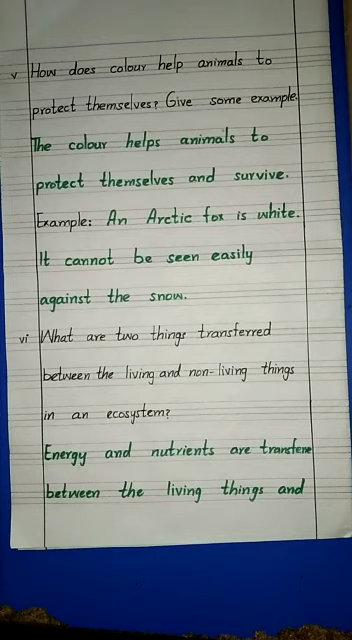 v How does colour help animals to
protect themselves? Give some example.
The colour helps animals to
protect themselves and survive.
Example: An Arctic fox is white.
It cannot be seen easily
against the snow.
vi What are two things transferred
between the living and non-living things
in an ecosystem?
Energy and nutrients are
between the living things and